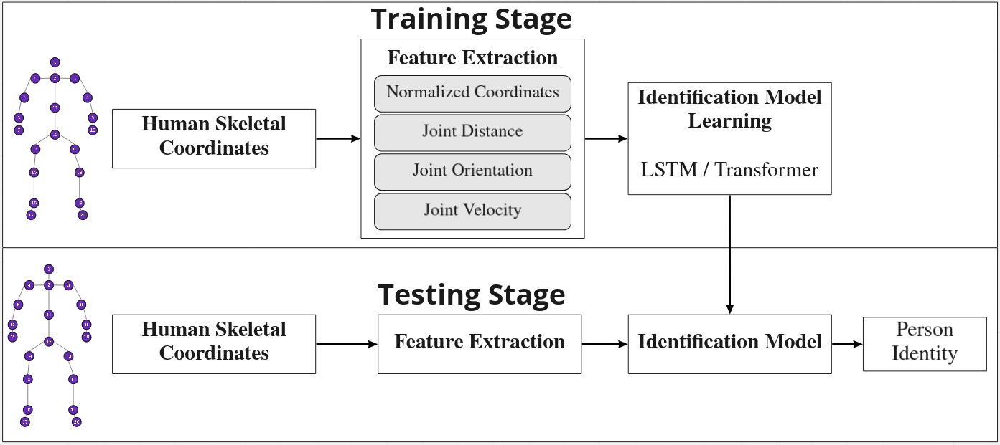 Training Stage
Feature Extraction
Normalized Coordinates
Joint Distance
Joint Orientation
Joint Velocity
Human Skeletal
Coordinates
Identification Model
Learning
LSTM / Transformer
Testing Stage
Human Skeletal
Coordinates
Feature Extraction
Identification Model
Person
Identity